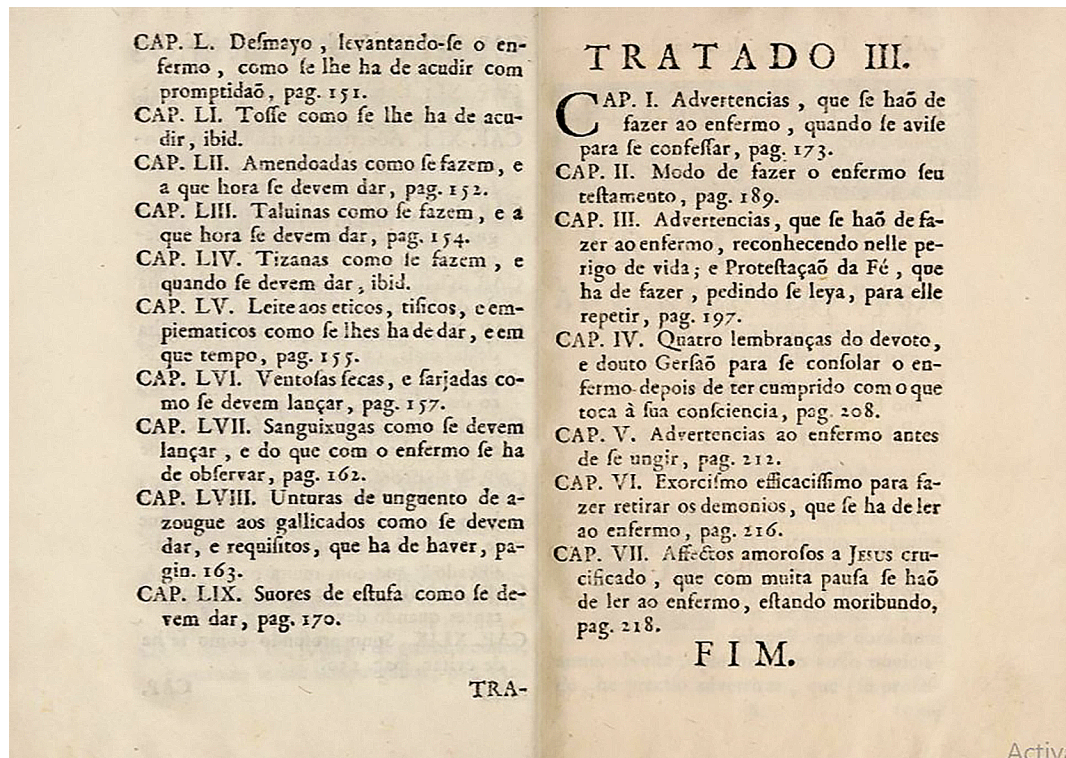 CAP. L. Deſmayo , levantando-ſe o en-
fermo , como ſe lhe ha de acudir com
promptidaõ, pag. 151.
CAP. LI. Toſſe como ſe lhe ha de acu-
dir, ibid.
CAP. LII. Amendoadas como ſe fazem, e
a que hora ſe devem dar, pag. 152.
CAP. LIII. Taluinas como ſe fazem, e a
que hora ſe devem dar, pag. 154.
CAP. LIV. Tizanas como ſe fazem, e
quando ſe devem dar, ibid.
CAP. LV. Leite aos eticos, tiſicos, e em-
piematicos como ſe lhes ha de dar, e em
que tempo, pag. 155.
CAP. LVI. Ventoſas ſecas, e ſarjadas co-
mo ſe devem lançar, pag. 157.
CAP. LVII. Sanguixugas como ſe devem
lançar, e do que com o enfermo ſe ha
de obſervar, pag. 162.
CAP. LVIII. Unturas de unguento de a-
zougue aos gallicados como ſe devem
dar, e requiſitos, que ha de haver, pa-
gin. 163.
CAP. LIX. Suores de eſtufa como ſe de-
vem dar, pag. 170.
TRA-
TRATADO III.
CAP. I. Advertencias, que ſe haõ de
fazer ao enfermo, quando ſe aviſe
para ſe confeſſar, pag. 173.
CAP. II. Modo de fazer o enfermo ſeu
teſtamento, pag. 189.
CAP. III. Advertencias, que ſe haõ de fa-
zer ao enfermo, reconhecendo nelle pe-
rigo de vida; e Proteſtaçaõ da Fé, que
ha de fazer, pedindo ſe leya, para elle
repetir, pag. 197.
CAP. IV. Quatro lembranças do devoto,
e douto Gerſaõ para ſe conſolar o en-
fermo depois de ter cumprido com o que
toca à ſua conſciencia, pag. 208.
CAP. V. Advertencias ao enfermo antes
de ſe ungir, pag. 212.
CAP. VI. Exorciſmo efficaciſſimo para fa-
zer retirar os demonios, que ſe ha de ler
ao enfermo, pag. 216.
CAP. VII. Affectos amoroſos a JESUS cru-
cificado, que com muita pauſa ſe haõ
de ler ao enfermo, eſtando moribundo,
pag. 218.
FIM.